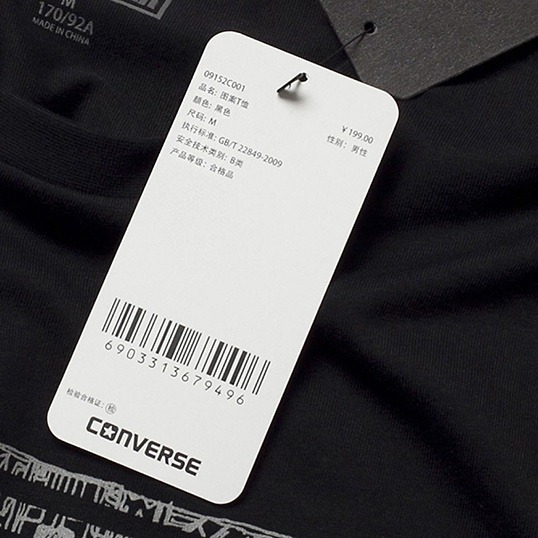 M
170/92A
MADE IN CHINA
09152C001
品名: 图案T恤
颜色: 黑色
尺码: M
执行标准: GB/T 22849-2009
安全技术类别: B类
产品等级: 合格品
¥199.00
性别: 男性
6903313679496
检验合格证: 检
CONVERSE